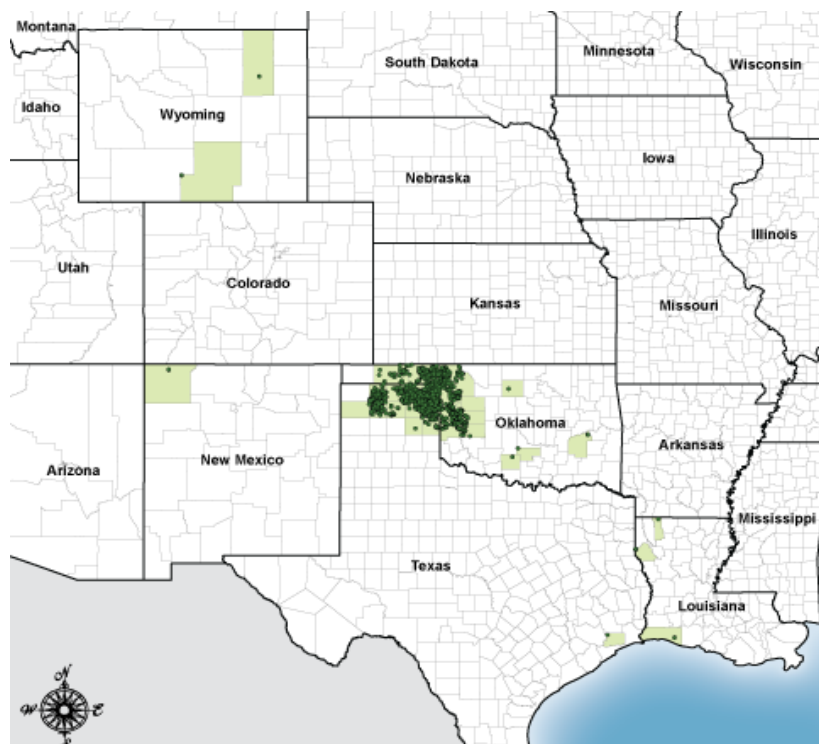 Montana
South Dakota
Minnesota
Wisconsin
Idaho
Wyoming
Iowa
Nebraska
Illinois
Utah
Colorado
Kansas
Missouri
Oklahoma
Arkansas
Arizona
New Mexico
Mississippi
Texas
Louisiana
N
W
E
S